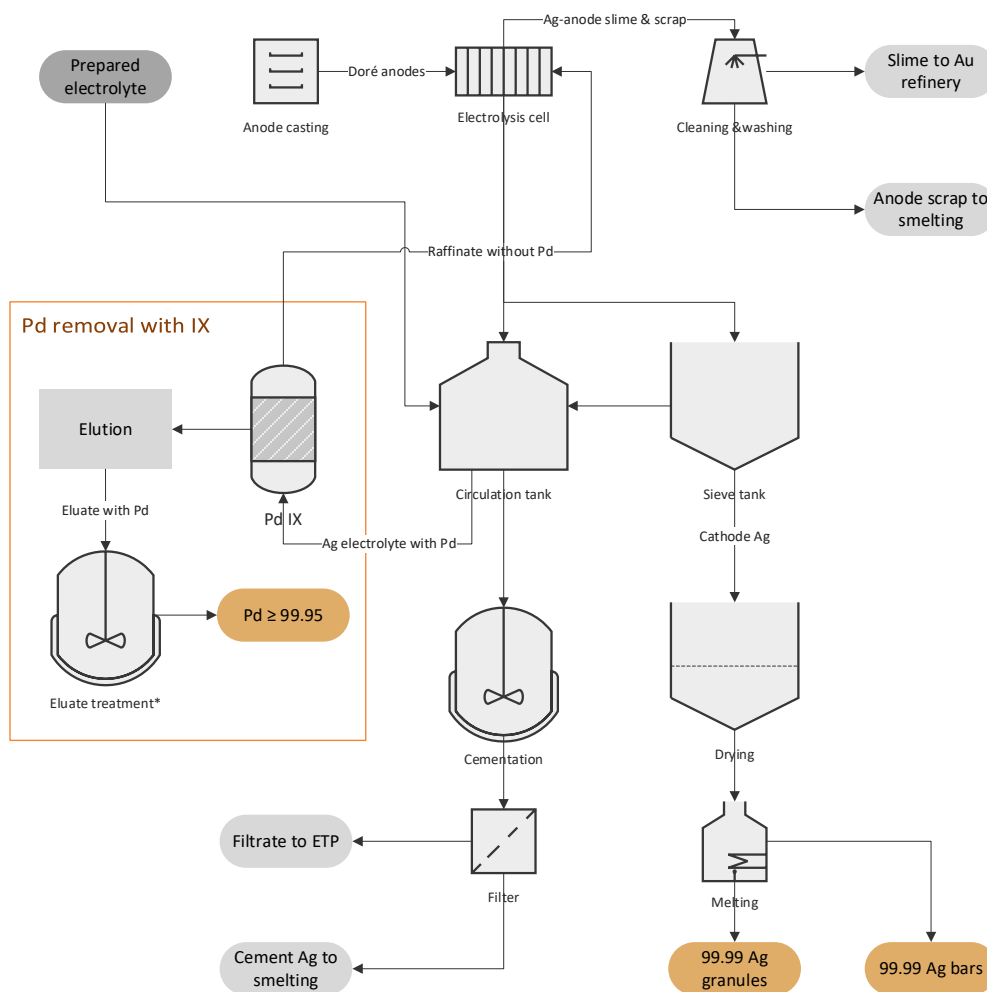 Ag-anode slime & scrap
Prepared
electrolyte
Doré anodes
Slime to Au
refinery
Anode casting
Electrolysis cell
Cleaning &washing
Anode scrap to
smelting
Raffinate without Pd
Pd removal with IX
Elution
Eluate with Pd
Pd IX
Ag electrolyte with Pd
Circulation tank
Sieve tank
Cathode Ag
Pd ≥ 99.95
Eluate treatment*
Cementation
Drying
Filtrate to ETP
Filter
Melting
Cement Ag to
smelting
99.99 Ag
granules
99.99 Ag bars